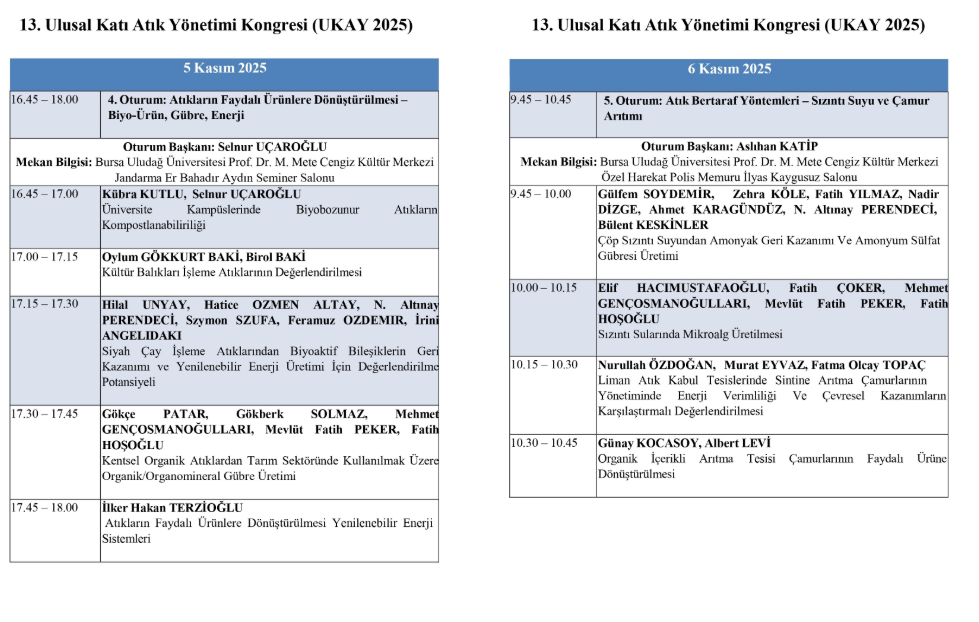 13. Ulusal Katı Atık Yönetimi Kongresi (UKAY 2025)
5 Kasım 2025
16.45 – 18.00
4. Oturum: Atıkların Faydalı Ürünlere Dönüştürülmesi –
Biyo-Ürün, Gübre, Enerji
Oturum Başkanı: Selnur UÇAROĞLU
Mekan Bilgisi: Bursa Uludağ Üniversitesi Prof. Dr. M. Mete Cengiz Kültür Merkezi
Jandarma Er Bahadır Aydın Seminer Salonu
16.45 – 17.00
Kübra KUTLU, Selnur UÇAROĞLU
Üniversite Kampüslerinde Biyobozunur Atıkların
Kompostlanabiliriliği
17.00 – 17.15
Oylum GÖKKURT BAKİ, Birol BAKİ
Kültür Balıkları İşleme Atıklarının Değerlendirilmesi
17.15 – 17.30
Hilal UNYAY, Hatice OZMEN ALTAY, N. Altınay
PERENDECİ, Szymon SZUFA, Feramuz OZDEMIR, İrini
ANGELIDAKI
Siyah Çay İşleme Atıklarından Biyoaktif Bileşiklerin Geri
Kazanımı ve Yenilenebilir Enerji Üretimi İçin Değerlendirilme
Potansiyeli
17.30 – 17.45
Gökçe PATAR, Gökberk SOLMAZ, Mehmet
GENÇOSMANOĞULLARI, Mevlüt Fatih PEKER, Fatih
HOŞOĞLU
Kentsel Organik Atıklardan Tarım Sektöründe Kullanılmak Üzere
Organik/Organomineral Gübre Üretimi
17.45 – 18.00
İlker Hakan TERZİOĞLU
Atıkların Faydalı Ürünlere Dönüştürülmesi Yenilenebilir Enerji
Sistemleri
13. Ulusal Katı Atık Yönetimi Kongresi (UKAY 2025)
6 Kasım 2025
9.45 – 10.45
5. Oturum: Atık Bertaraf Yöntemleri – Sızıntı Suyu ve Çamur
Arıtımı
Oturum Başkanı: Aslıhan KATİP
Mekan Bilgisi: Bursa Uludağ Üniversitesi Prof. Dr. M. Mete Cengiz Kültür Merkezi
Özel Harekat Polis Memuru İlyas Kaygusuz Salonu
9.45 – 10.00
Gülfem SOYDEMİR, Zehra KÖLE, Fatih YILMAZ, Nadir
DİZGE, Ahmet KARAGÜNDÜZ, N. Altınay PERENDECİ,
Bülent KESKİNLER
Çöp Sızıntı Suyundan Amonyak Geri Kazanımı Ve Amonyum Sülfat
Gübresi Üretimi
10.00 – 10.15
Elif HACIMUSTAFAOĞLU, Fatih ÇOKER, Mehmet
GENÇOSMANOĞULLARI, Mevlüt Fatih PEKER, Fatih
HOŞOĞLU
Sızıntı Sularında Mikroalg Üretilmesi
10.15 – 10.30
Nurullah ÖZDOĞAN, Murat EYVAZ, Fatma Olcay TOPAÇ
Liman Atık Kabul Tesislerinde Sintine Arıtma Çamurlarının
Yönetiminde Enerji Verimliliği Ve Çevresel Kazanımların
Karşılaştırmalı Değerlendirilmesi
10.30 – 10.45
Günay KOCASOY, Albert LEVİ
Organik İçerikli Arıtma Tesisi Çamurlarının Faydalı Ürüne
Dönüştürülmesi